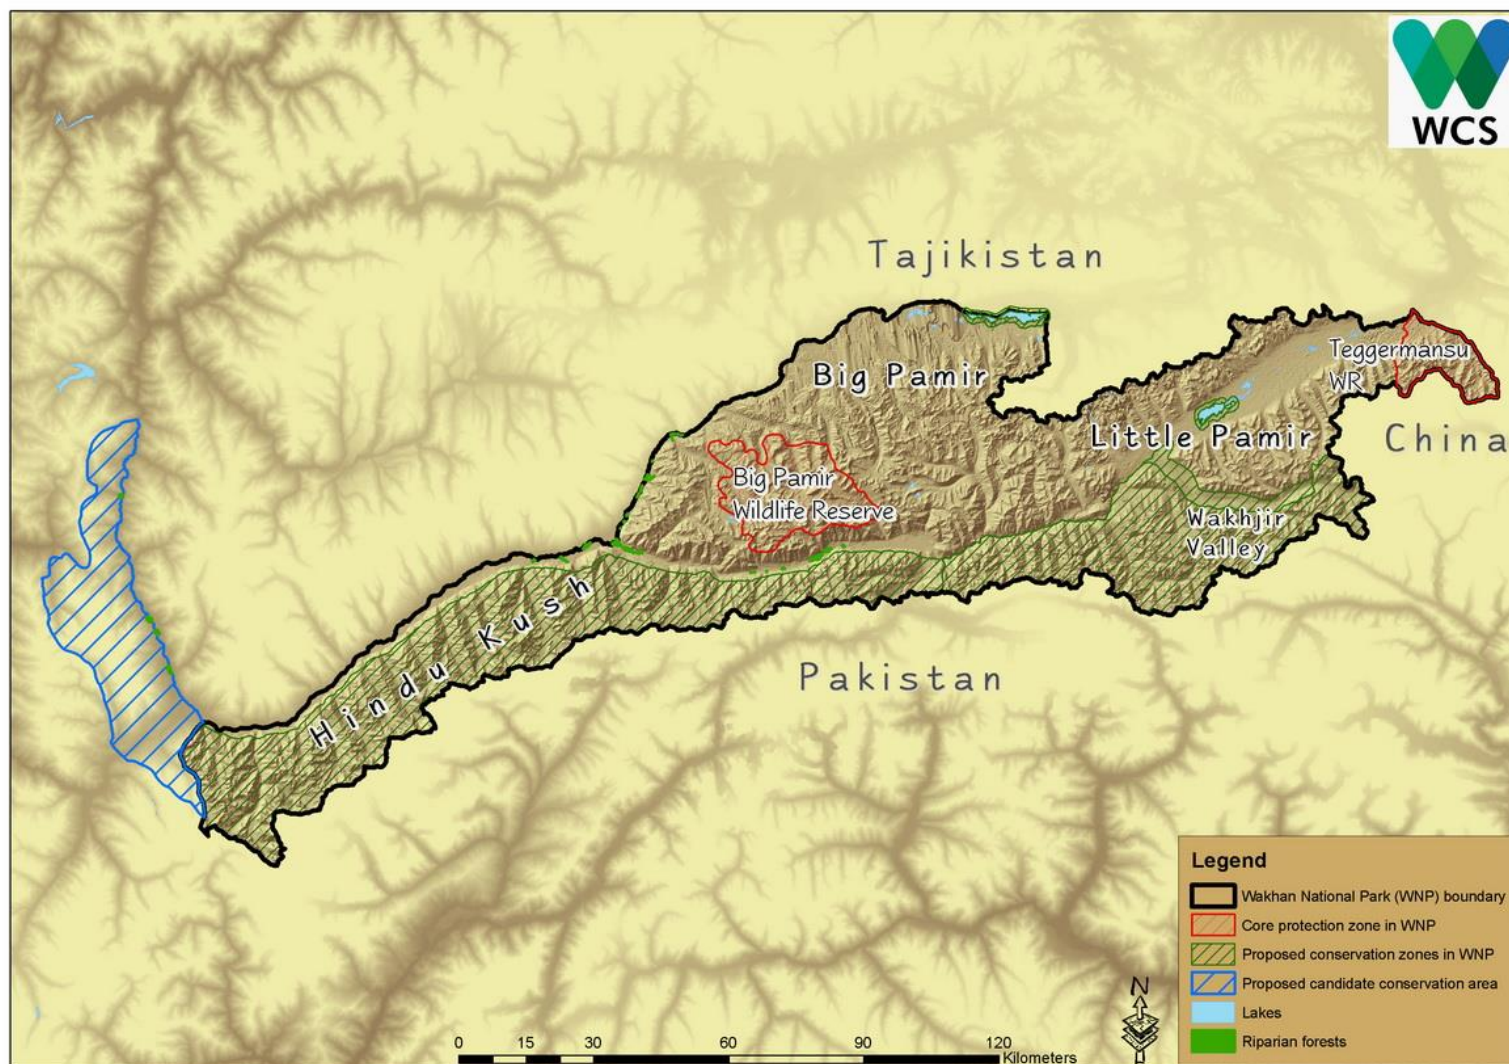 WCS
Tajikistan
Big Pamir
Teggermansu
WR
Little Pamir
China
Big Pamir
Wildlife Reserve
Wakhjir
Valley
Hindu Kush
Pakistan
Legend
Wakhan National Park (WNP) boundary
Core protection zone in WNP
Proposed conservation zones in WNP
Proposed candidate conservation area
Lakes
Riparian forests
N
0 15 30 60 90 120
Kilometers